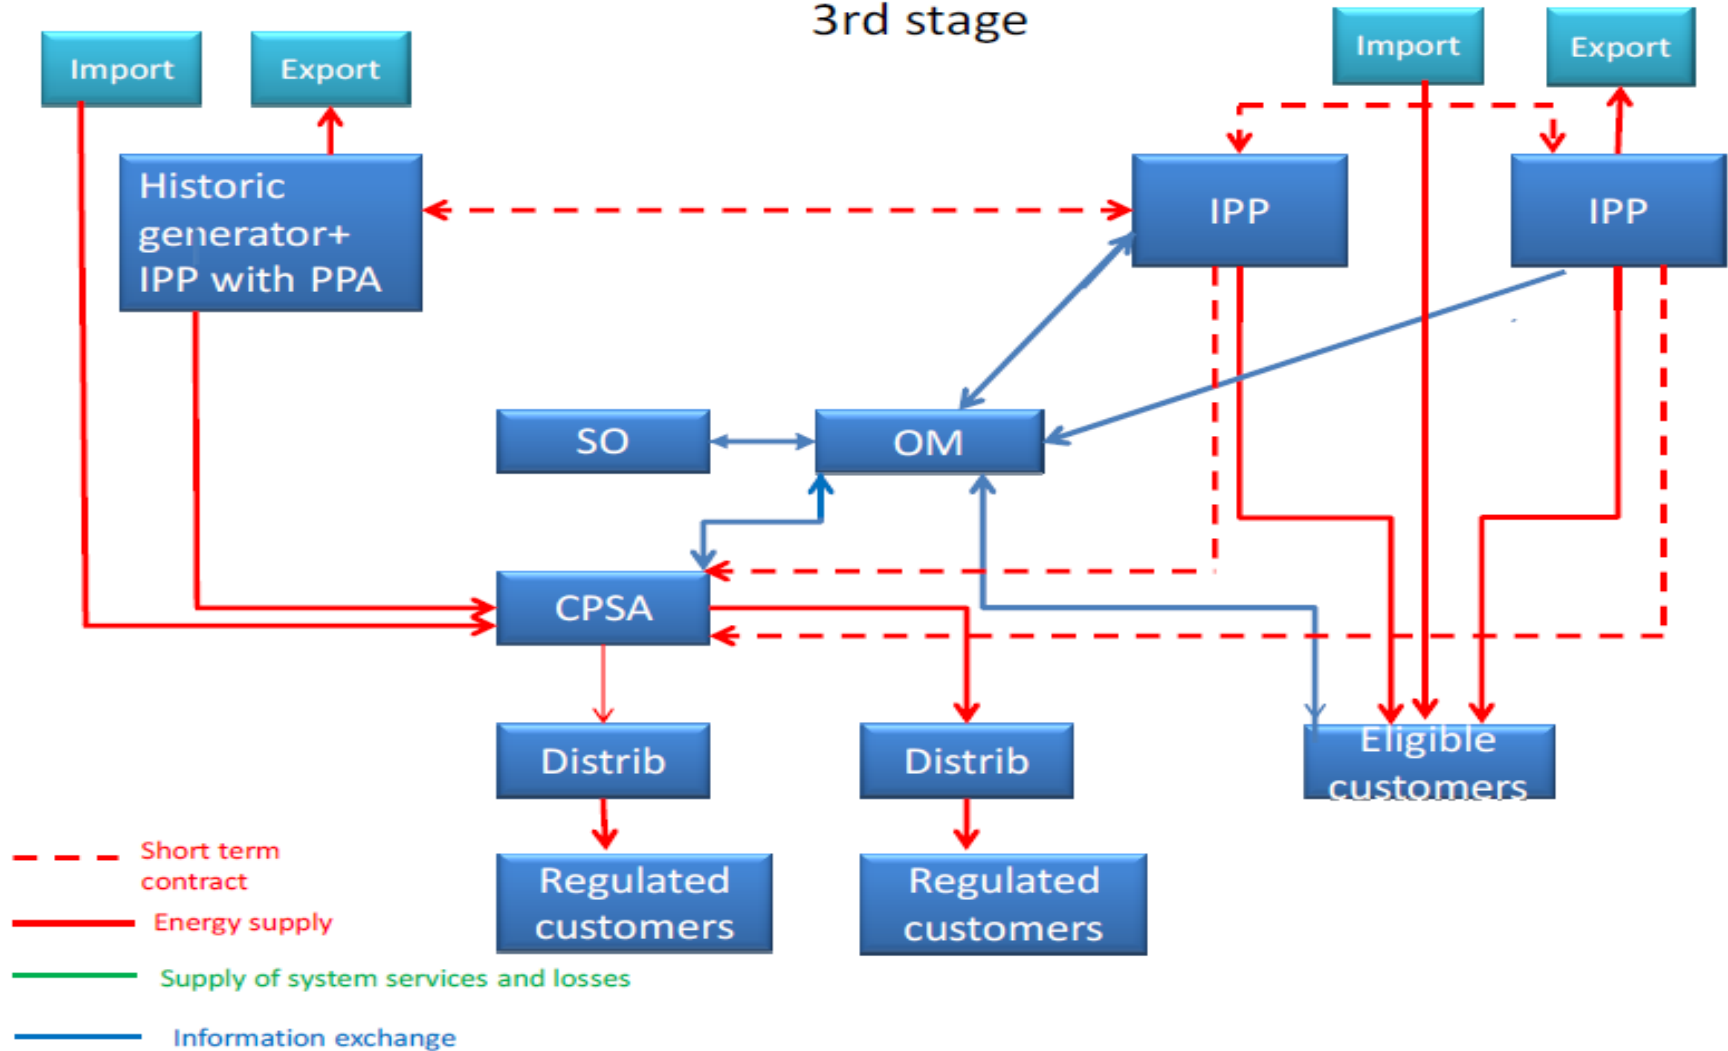 3rd stage
Import
Export
Import
Export
Historic
generator+
IPP with PPA
IPP
IPP
SO
OM
CPSA
Distrib
Distrib
Eligible
customers
Regulated
customers
Regulated
customers
Short term
contract
Energy supply
Supply of system services and losses
Information exchange